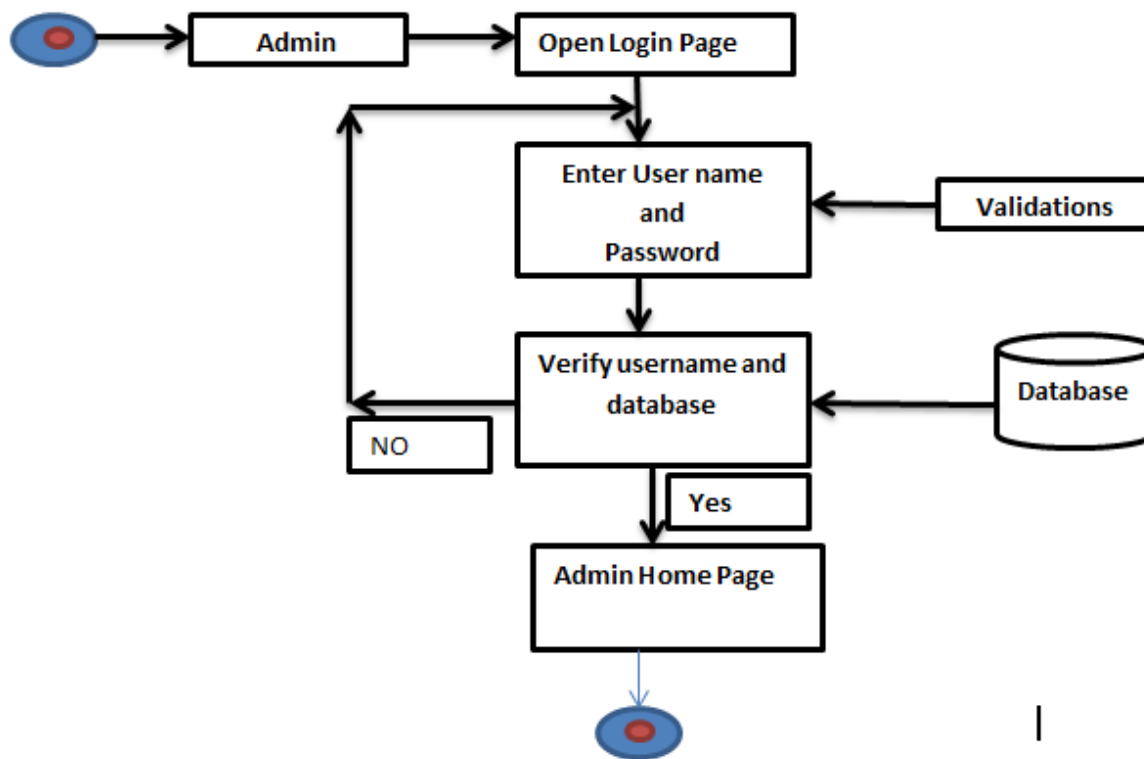 Admin
Open Login Page
Enter User name
and
Password
Validations
Verify username and
database
Database
NO
Yes
Admin Home Page